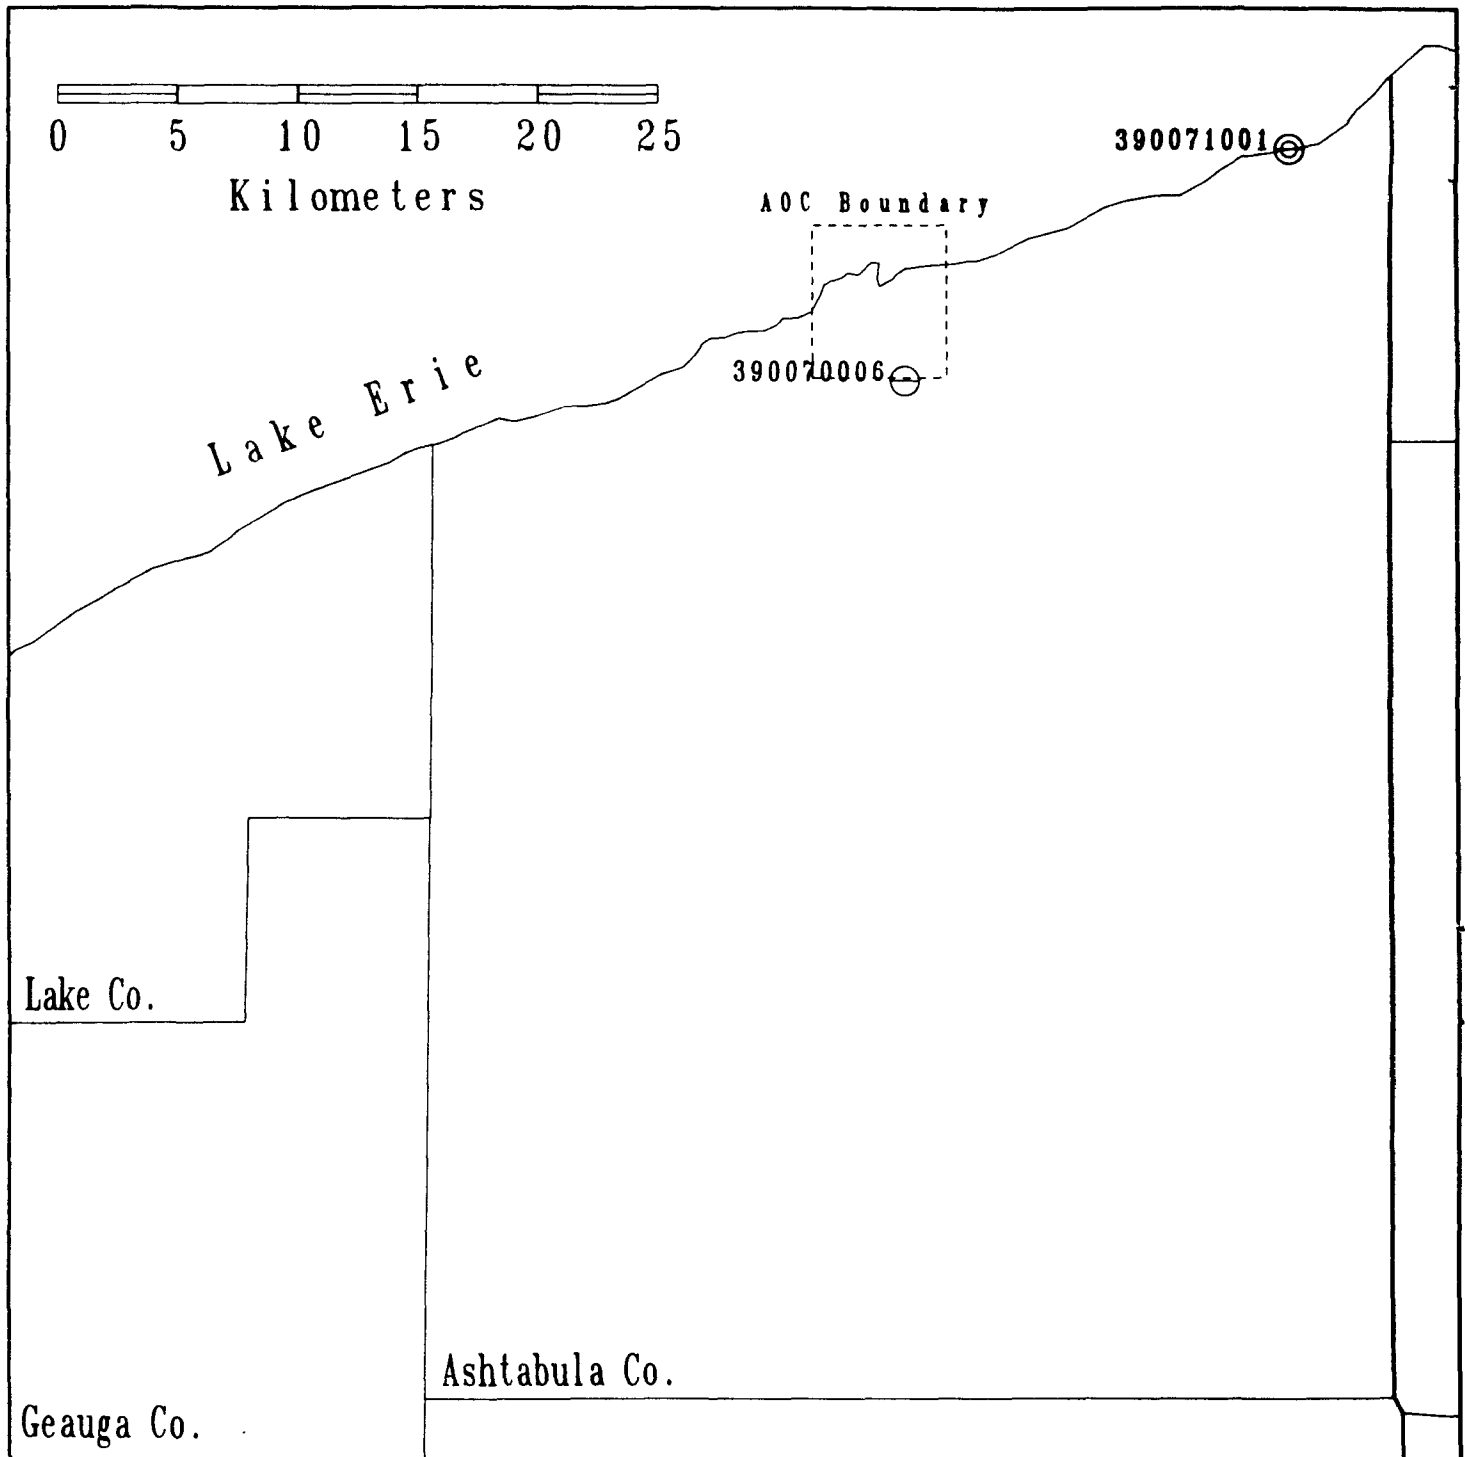 0 5 10 15 20 25
Kilometers
390071001
AOC Boundary
390070006
Lake Erie
Lake Co.
Ashtabula Co.
Geauga Co.